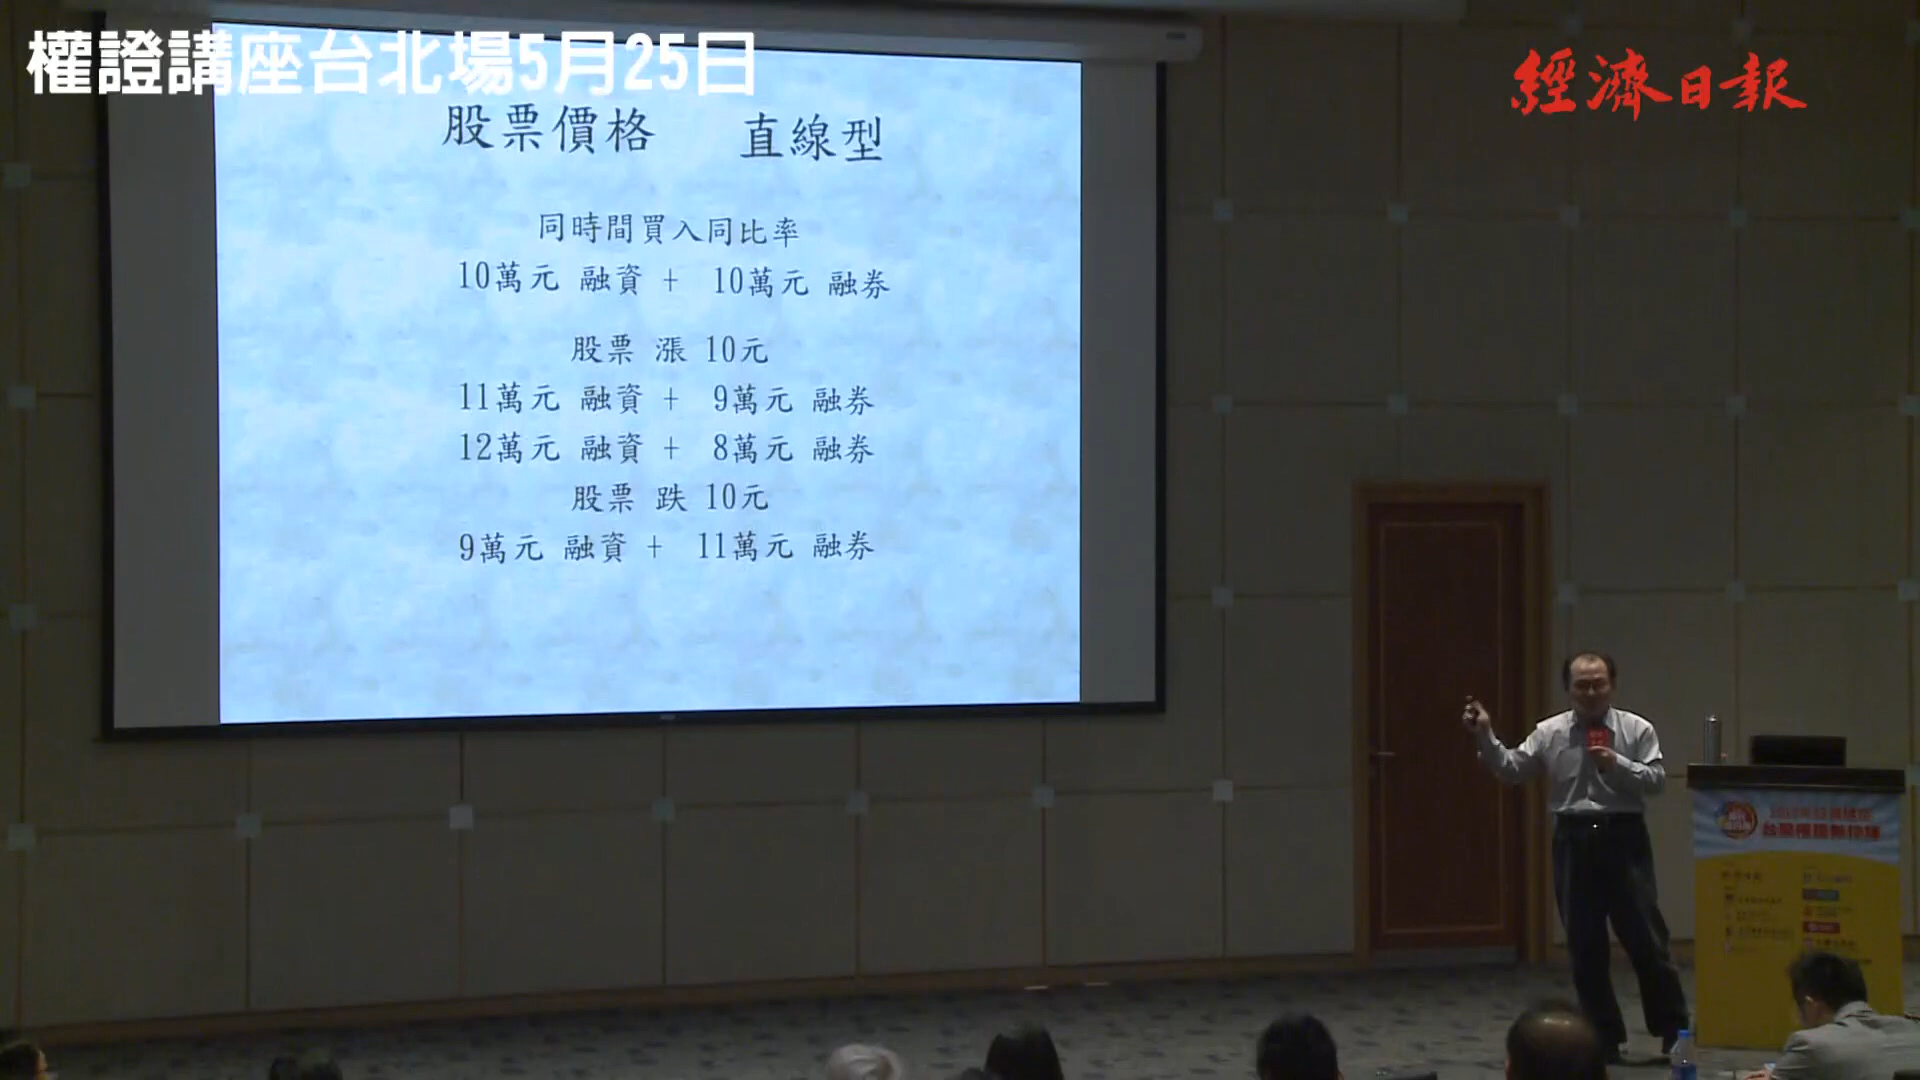 權證講座台北場5月25日
經濟日報
股票價格 直線型
同時間買入同比率
10萬元 融資 + 10萬元 融券
股票 漲 10元
11萬元 融資 + 9萬元 融券
12萬元 融資 + 8萬元 融券
股票 跌 10元
9萬元 融資 + 11萬元 融券